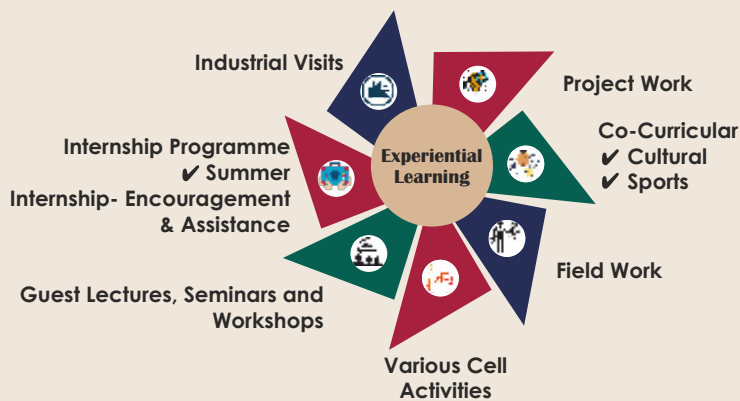 Industrial Visits
Project Work
Experiential
Learning
Co-Curricular
✔ Cultural
✔ Sports
Internship Programme
✔ Summer
Internship- Encouragement
& Assistance
Field Work
Guest Lectures, Seminars and
Workshops
Various Cell
Activities